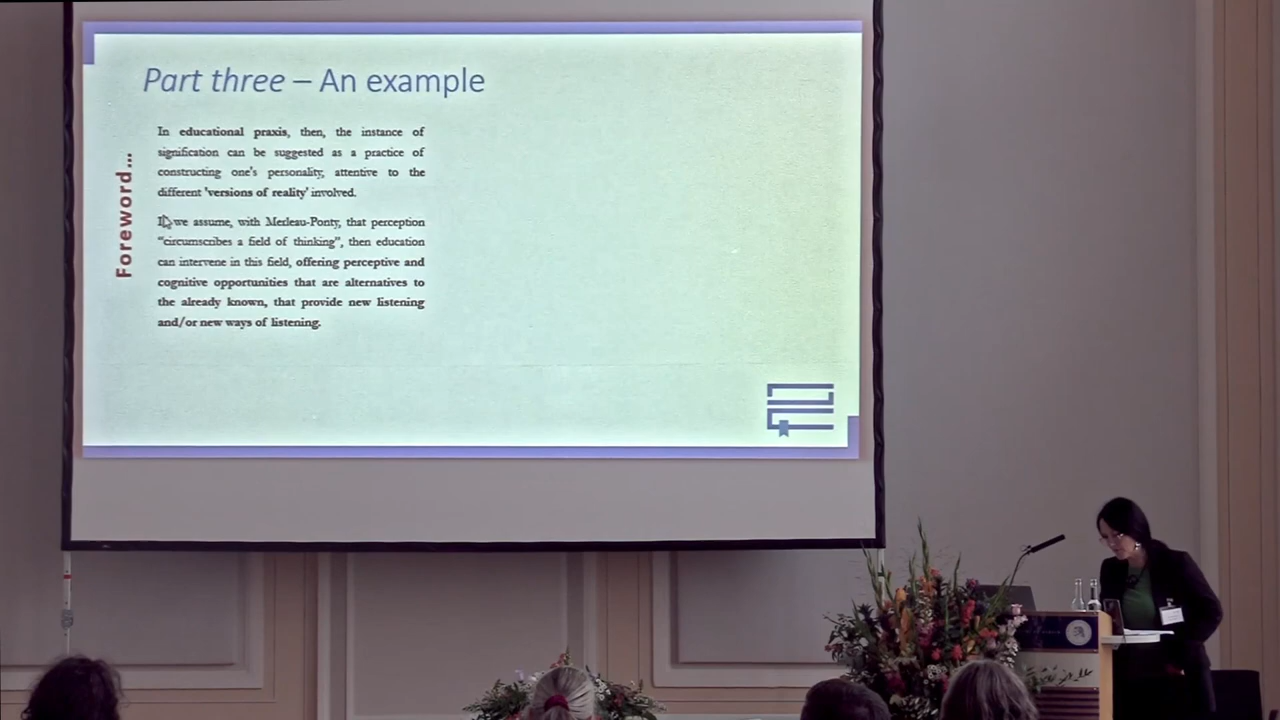 Part three – An example
Foreword...
In educational praxis, then, the instance of
signification can be suggested as a practice of
constructing one's personality, attentive to the
different 'versions of reality' involved.
If we assume, with Merleau-Ponty, that perception
“circumscribes a field of thinking”, then education
can intervene in this field, offering perceptive and
cognitive opportunities that are alternatives to
the already known, that provide new listening
and/or new ways of listening.